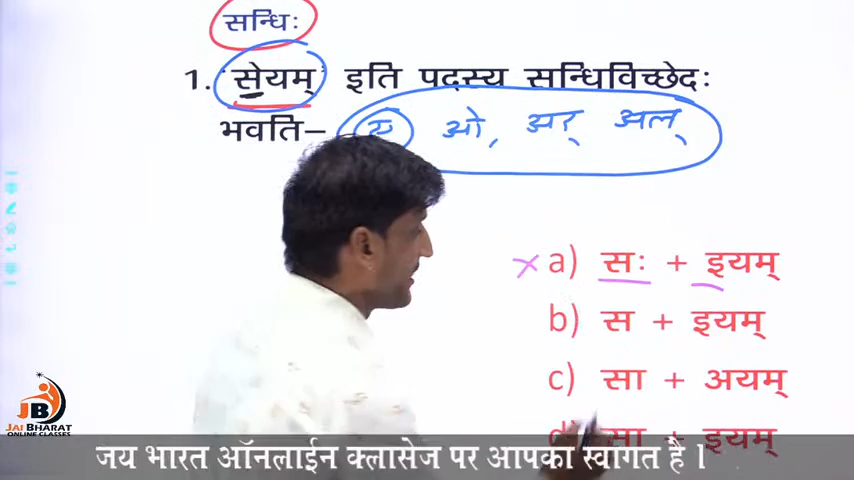 सन्धिः
1. 'सेयम्' इति पदस्य सन्धिविच्छेदः
भवति–
ए ओ, अर् अल्
× a) सः + इयम्
b) स + इयम्
c) सा + अयम्
d) सा + इयम्
JB
JAI BHARAT
ONLINE CLASSES
जय भारत ऑनलाईन क्लासेज पर आपका स्वागत है ।